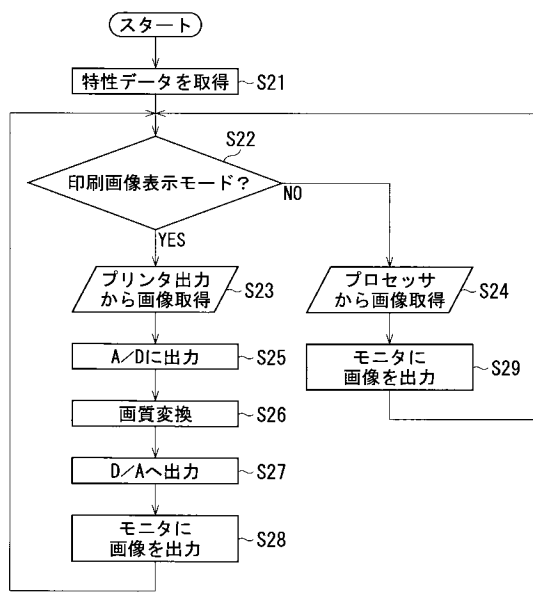 スタート
特性データを取得
S21
S22
印刷画像表示モード?
NO
YES
プリンタ出力
から画像取得
S23
プロセッサ
から画像取得
S24
A/Dに出力
S25
モニタに
画像を出力
S29
画質変換
S26
D/Aへ出力
S27
モニタに
画像を出力
S28